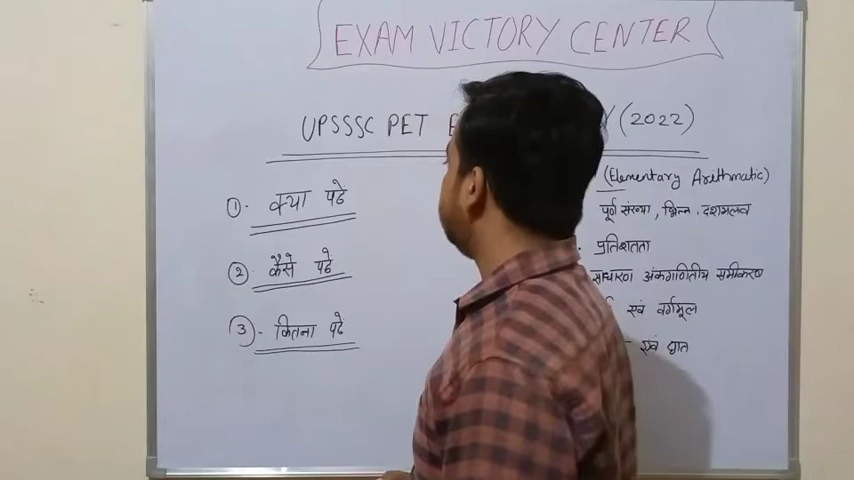 EXAM VICTORY CENTER
UPSSSC PET (2022)
① क्या पढे
② कैसे पढे
③ कितना पढे
(Elementary Arethmatic)
पूर्ण संख्या, भिन्न, दशमलव
प्रतिशतता
साधारण अंकगणितीय समीकरण
एवं वर्गमूल
एवं घात